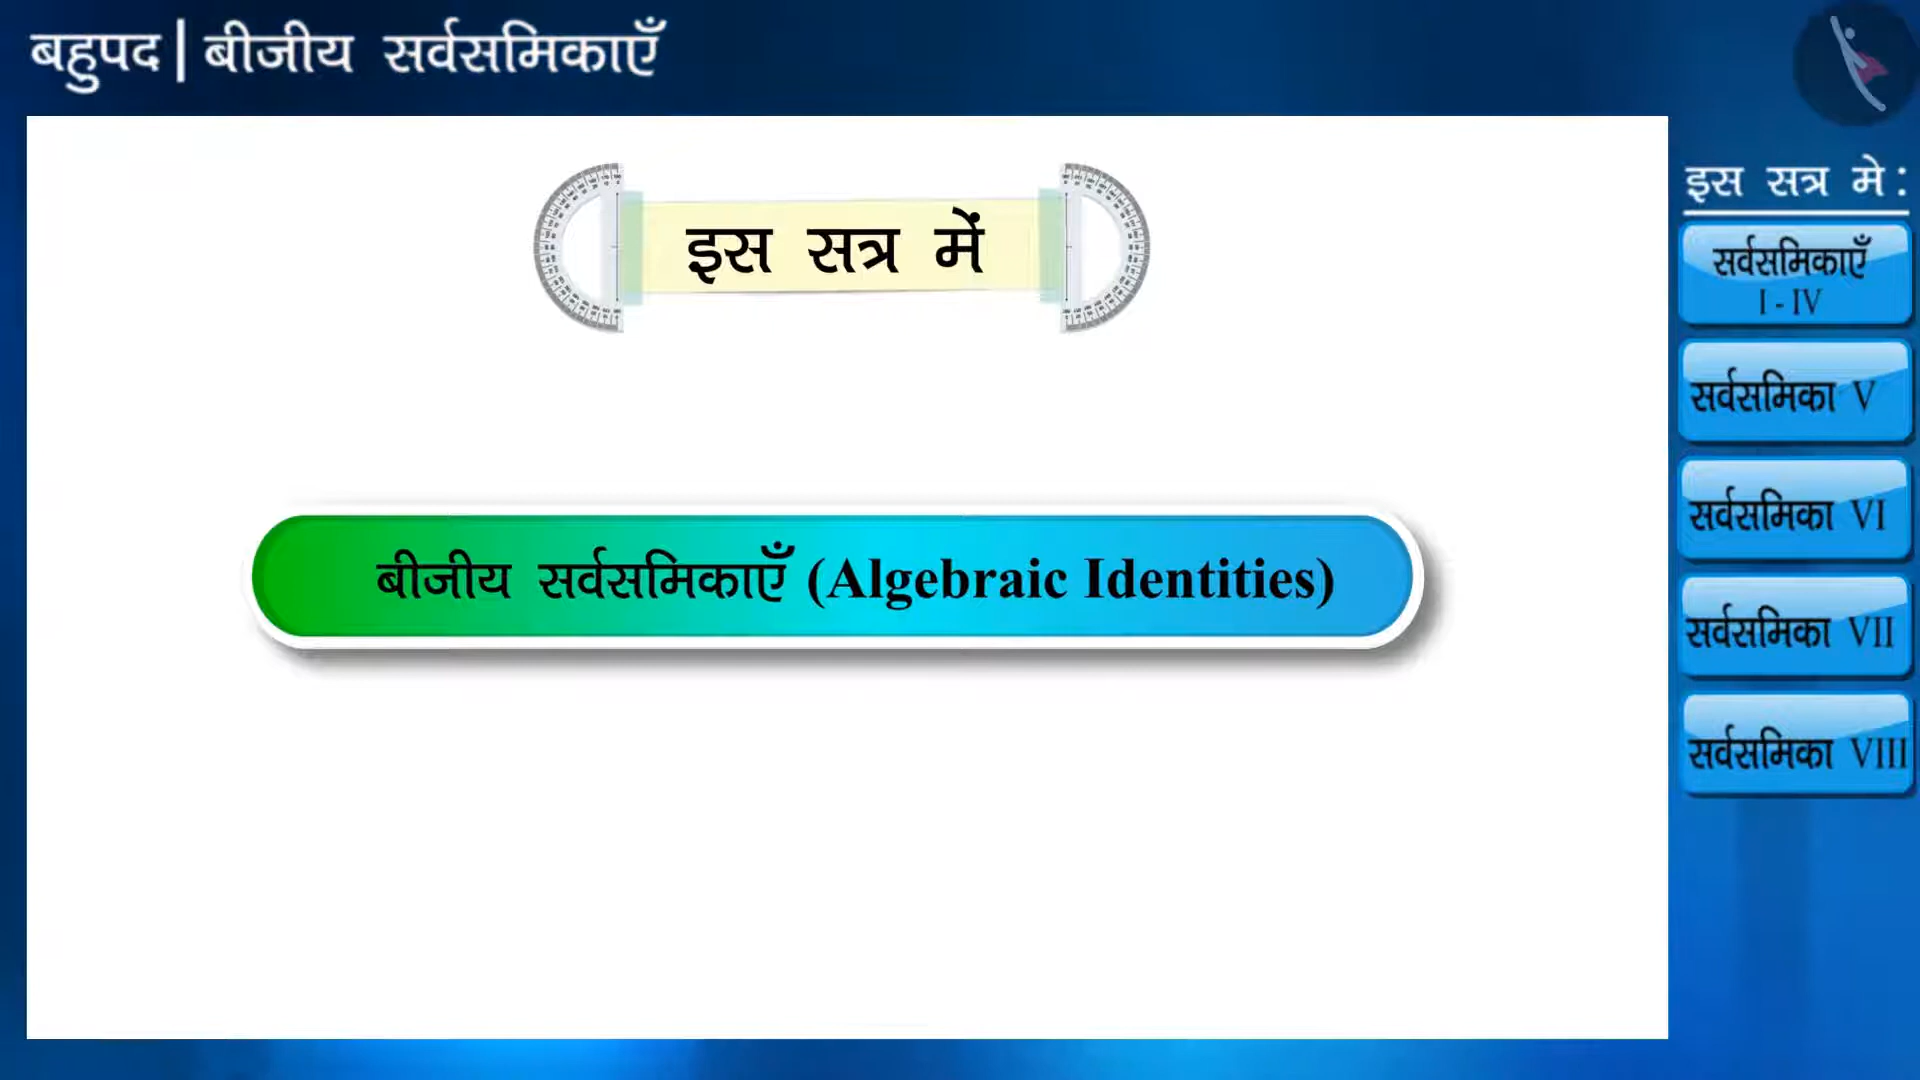 बहुपद | बीजीय सर्वसमिकाएँ
इस सत्र में
बीजीय सर्वसमिकाएँ (Algebraic Identities)
इस सत्र मे :
सर्वसमिकाएँ
I - IV
सर्वसमिका V
सर्वसमिका VI
सर्वसमिका VII
सर्वसमिका VIII